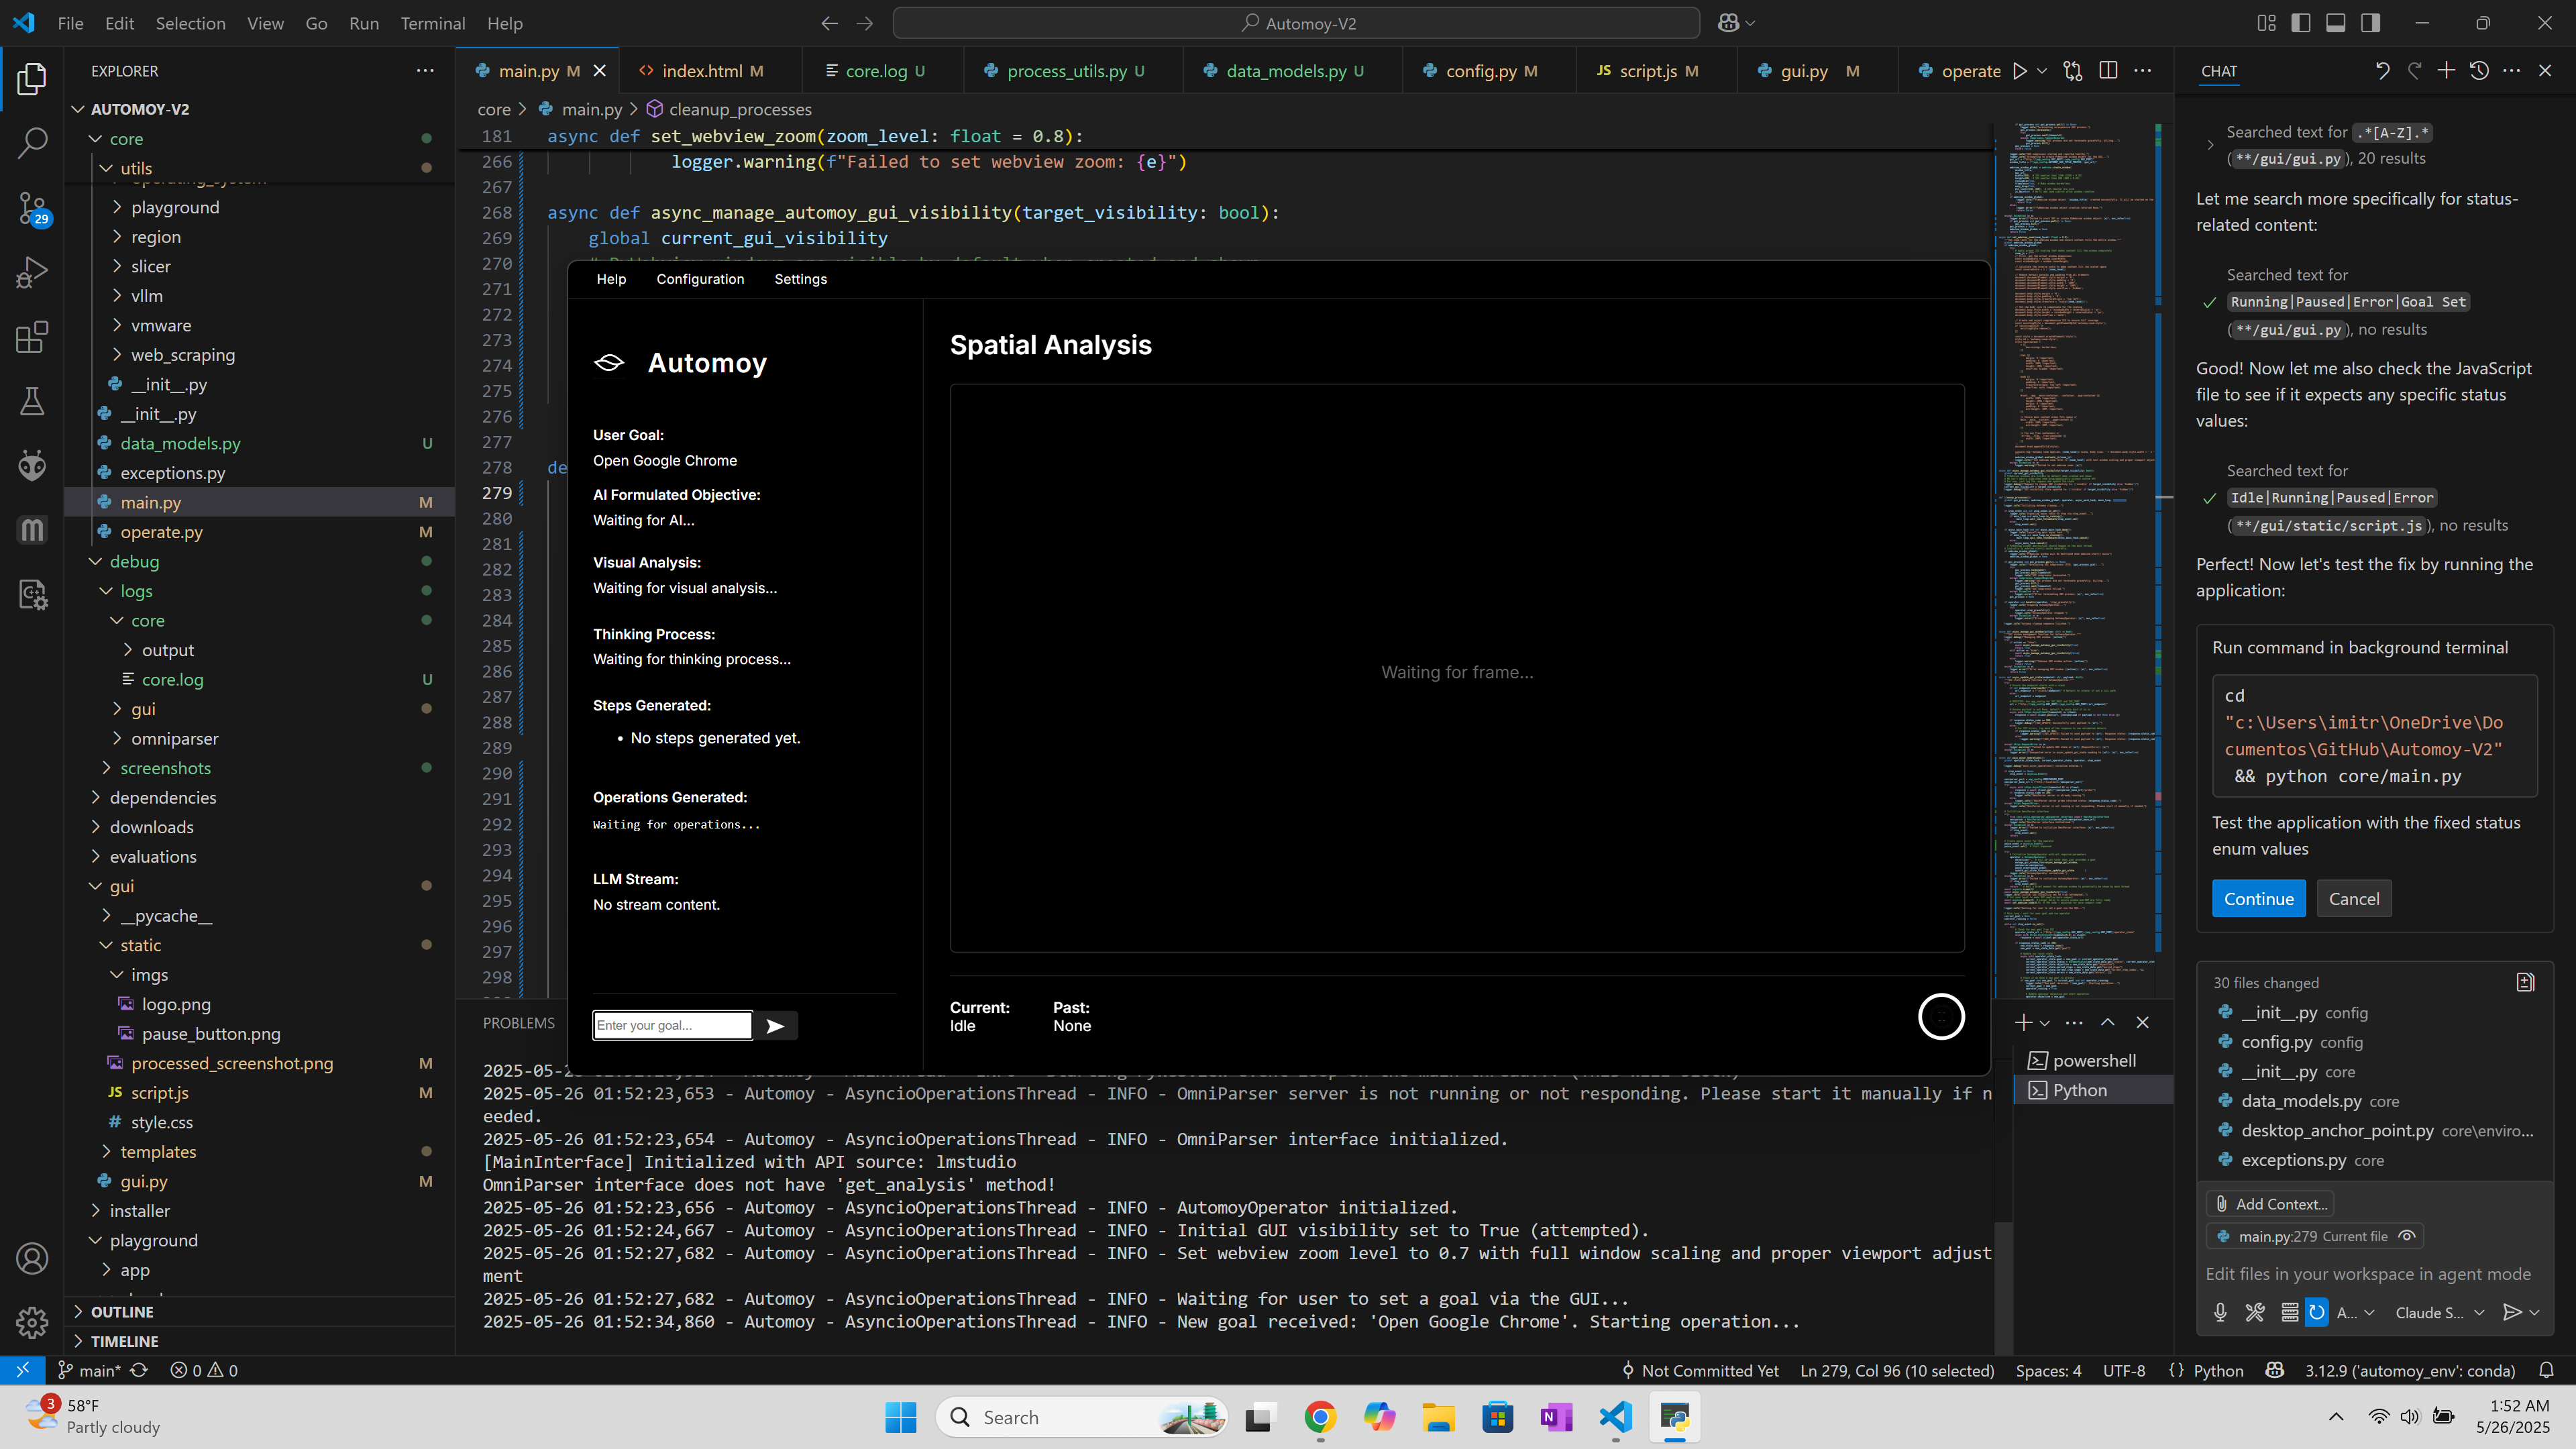 File Edit Selection View Go Run Terminal Help
Automoy-V2
EXPLORER
AUTOMOY-V2
core
utils
playground
region
slicer
vllm
vmware
web_scraping
__init__.py
__init__.py
data_models.py U
exceptions.py
main.py M
operate.py M
debug
logs
core
output
core.log U
gui
omniparser
screenshots
dependencies
downloads
evaluations
gui
__pycache__
static
imgs
logo.png
pause_button.png
processed_screenshot.png M
script.js M
style.css
templates
gui.py M
installer
playground
app
OUTLINE
TIMELINE
29
main.py M index.html M core.log U process_utils.py U data_models.py U config.py M script.js M gui.py M operate
core > main.py > cleanup_processes
181 async def set_webview_zoom(zoom_level: float = 0.8):
266 logger.warning(f"Failed to set webview zoom: {e}")
267
268 async def async_manage_automoy_gui_visibility(target_visibility: bool):
269 global current_gui_visibility
270
271
272
273
274
275
276
277
278 de
279
280
281
282
283
284
285
286
287
288
289
290
291
292
293
294
295
296
297
298
Help Configuration Settings
Automoy
User Goal:
Open Google Chrome
AI Formulated Objective:
Waiting for AI...
Visual Analysis:
Waiting for visual analysis...
Thinking Process:
Waiting for thinking process...
Steps Generated:
• No steps generated yet.
Operations Generated:
Waiting for operations...
LLM Stream:
No stream content.
Enter your goal...
Spatial Analysis
Waiting for frame...
Current: Past:
Idle None
PROBLEMS
powershell
Python
2025-05-26 01:52:23,653 - Automoy - AsyncioOperationsThread - INFO - OmniParser server is not running or not responding. Please start it manually if n
eeded.
2025-05-26 01:52:23,654 - Automoy - AsyncioOperationsThread - INFO - OmniParser interface initialized.
[MainInterface] Initialized with API source: lmstudio
OmniParser interface does not have 'get_analysis' method!
2025-05-26 01:52:23,656 - Automoy - AsyncioOperationsThread - INFO - AutomoyOperator initialized.
2025-05-26 01:52:24,667 - Automoy - AsyncioOperationsThread - INFO - Initial GUI visibility set to True (attempted).
2025-05-26 01:52:27,682 - Automoy - AsyncioOperationsThread - INFO - Set webview zoom level to 0.7 with full window scaling and proper viewport adjust
ment
2025-05-26 01:52:27,682 - Automoy - AsyncioOperationsThread - INFO - Waiting for user to set a goal via the GUI...
2025-05-26 01:52:34,860 - Automoy - AsyncioOperationsThread - INFO - New goal received: 'Open Google Chrome'. Starting operation...
CHAT
Searched text for .*[A-Z].*
(**/gui/gui.py), 20 results
Let me search more specifically for status-
related content:
Searched text for
Running|Paused|Error|Goal Set
(**/gui/gui.py), no results
Good! Now let me also check the JavaScript
file to see if it expects any specific status
values:
Searched text for
Idle|Running|Paused|Error
(**/gui/static/script.js), no results
Perfect! Now let's test the fix by running the
application:
Run command in background terminal
cd
"c:\Users\imitr\OneDrive\Do
cumentos\GitHub\Automoy-V2"
&& python core/main.py
Test the application with the fixed status
enum values
Continue Cancel
30 files changed
__init__.py config
config.py config
__init__.py core
data_models.py core
desktop_anchor_point.py core\enviro...
exceptions.py core
Add Context...
main.py:279 Current file
Edit files in your workspace in agent mode
A... Claude S...
main* 0 0 Not Committed Yet Ln 279, Col 96 (10 selected) Spaces: 4 UTF-8 Python 3.12.9 ('automoy_env': conda)
3
58°F
Partly cloudy
Search
1:52 AM
5/26/2025